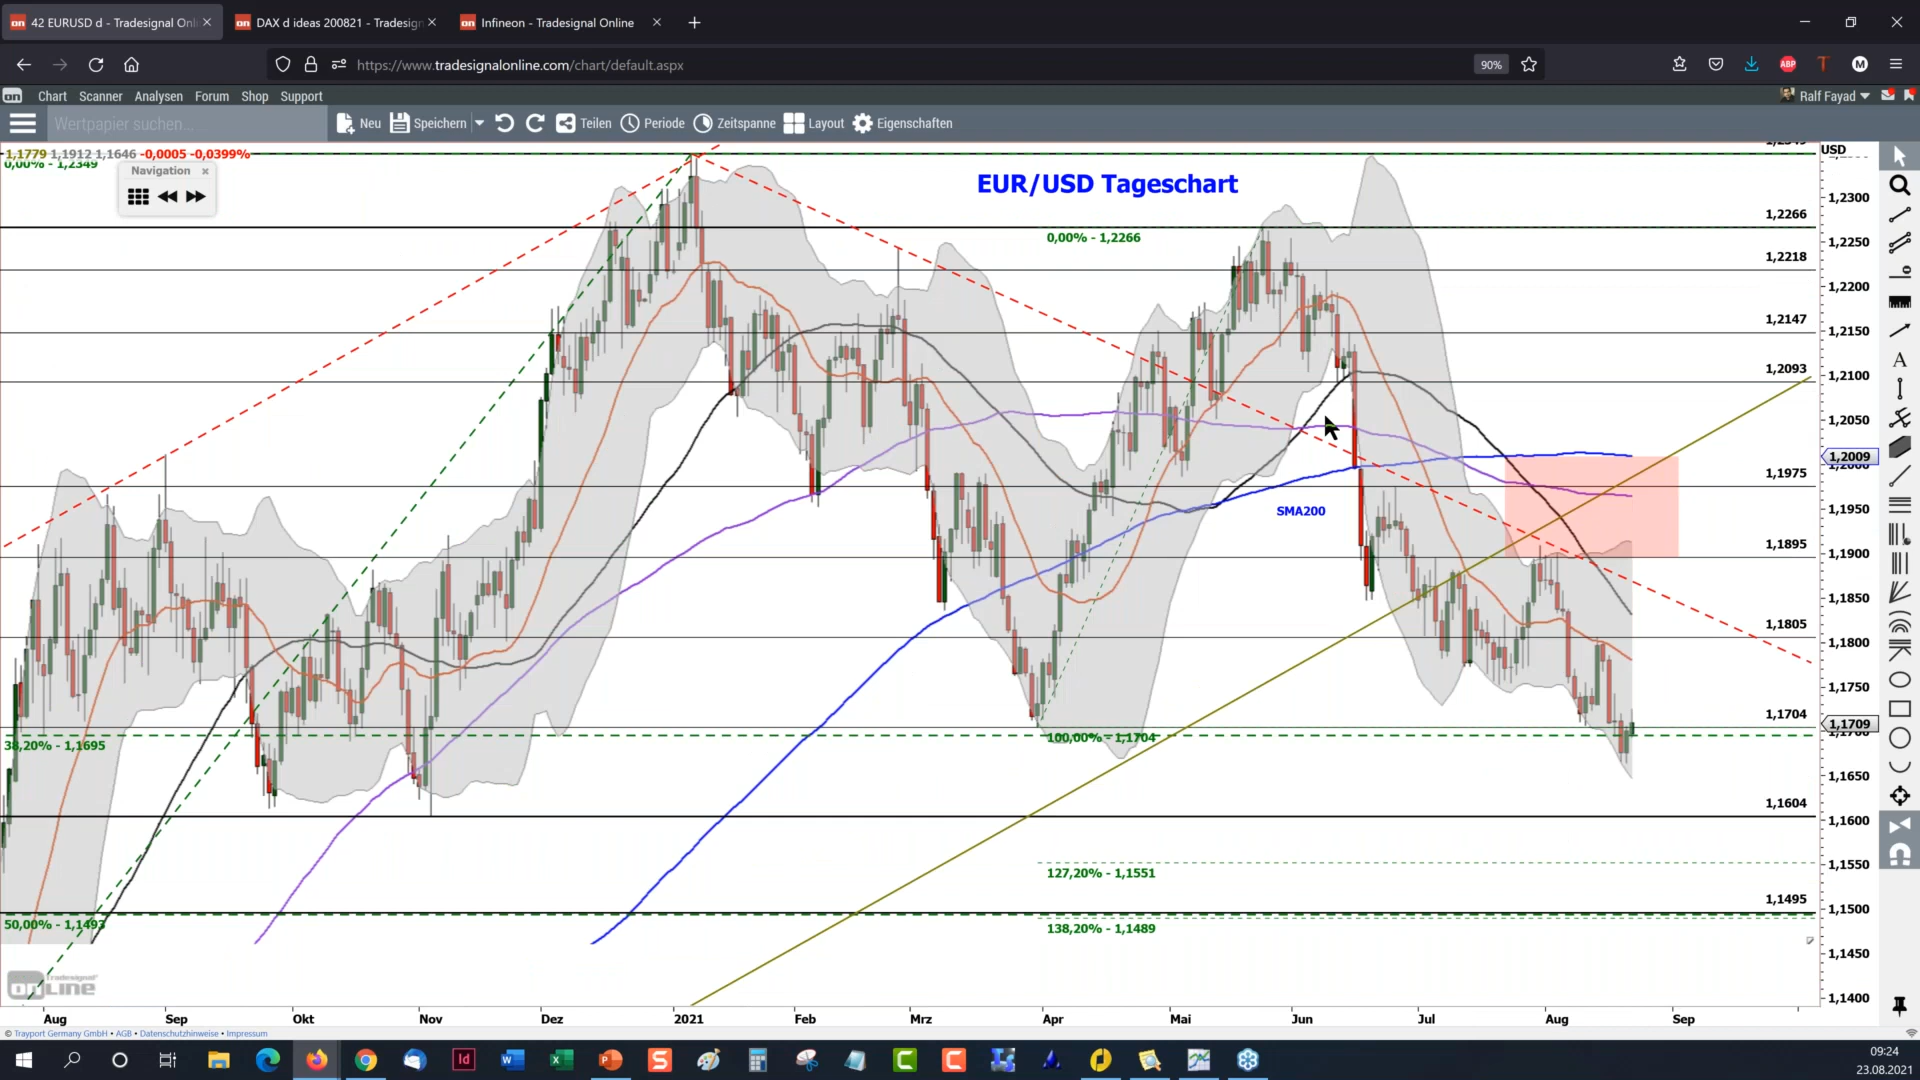 42 EURUSD d - Tradesignal Onl
DAX d ideas 200821 - Tradesign
Infineon - Tradesignal Online
https://www.tradesignalonline.com/chart/default.aspx
90%
ABP
T
M
on Chart Scanner Analysen Forum Shop Support
Ralf Fayad
Wertpapier suchen...
Neu Speichern Teilen Periode Zeitspanne Layout Eigenschaften
1,1779 1,1912 1,1646 -0,0005 -0,0399%
0,00% - 1,2349
Navigation
EUR/USD Tageschart
USD
1,2300
1,2266
0,00% - 1,2266
1,2250
1,2218
1,2200
1,2147
1,2150
1,2093
1,2100
1,2050
1,2009
1,1975
SMA200
1,1950
1,1895
1,1900
1,1850
1,1805
1,1800
1,1750
1,1704
1,1709
38,20% - 1,1695
100,00% - 1,1704
1,1650
1,1604
1,1600
1,1550
127,20% - 1,1551
1,1495
1,1500
50,00% - 1,1493
138,20% - 1,1489
1,1450
Tradesignal
ONLINE
1,1400
Aug Sep Okt Nov Dez 2021 Feb Mrz Apr Mai Jun Jul Aug Sep
© Trayport Germany GmbH • AGB • Datenschutzhinweise • Impressum
09:24
23.08.2021